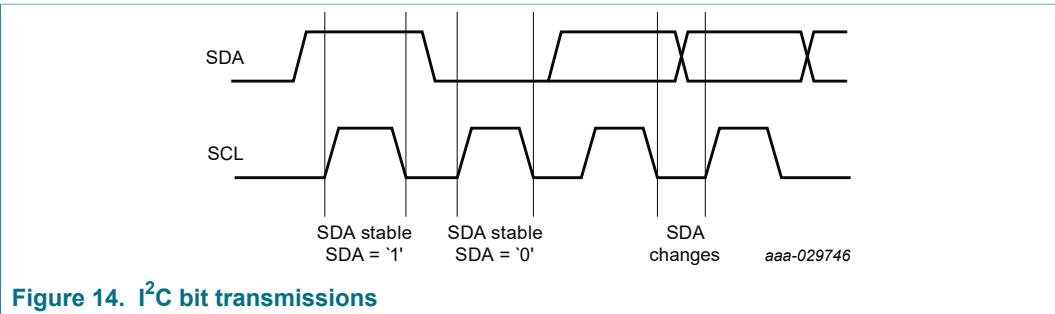 SDA
SCL
SDA stable
SDA = `1'
SDA stable
SDA = `0'
SDA
changes
aaa-029746
Figure 14. I2C bit transmissions